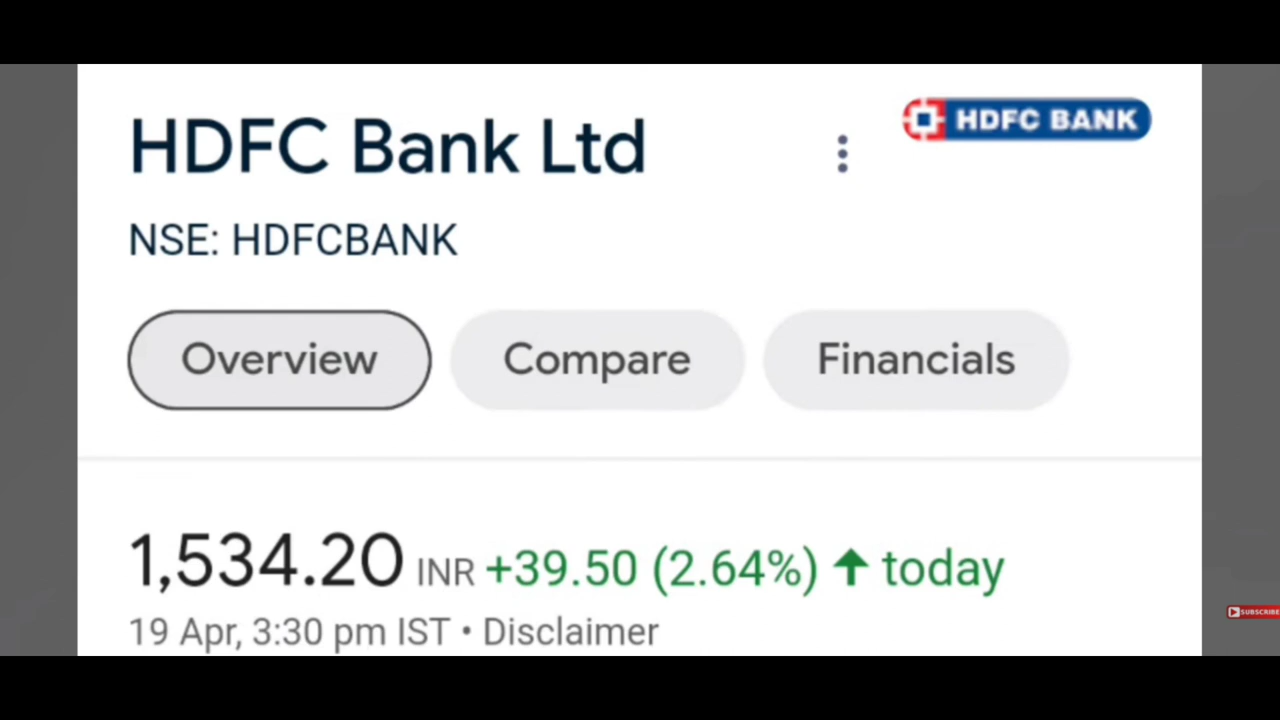 HDFC BANK
HDFC Bank Ltd
NSE: HDFCBANK
Overview Compare Financials
1,534.20 INR +39.50 (2.64%) ↑ today
19 Apr, 3:30 pm IST • Disclaimer
SUBSCRIBE